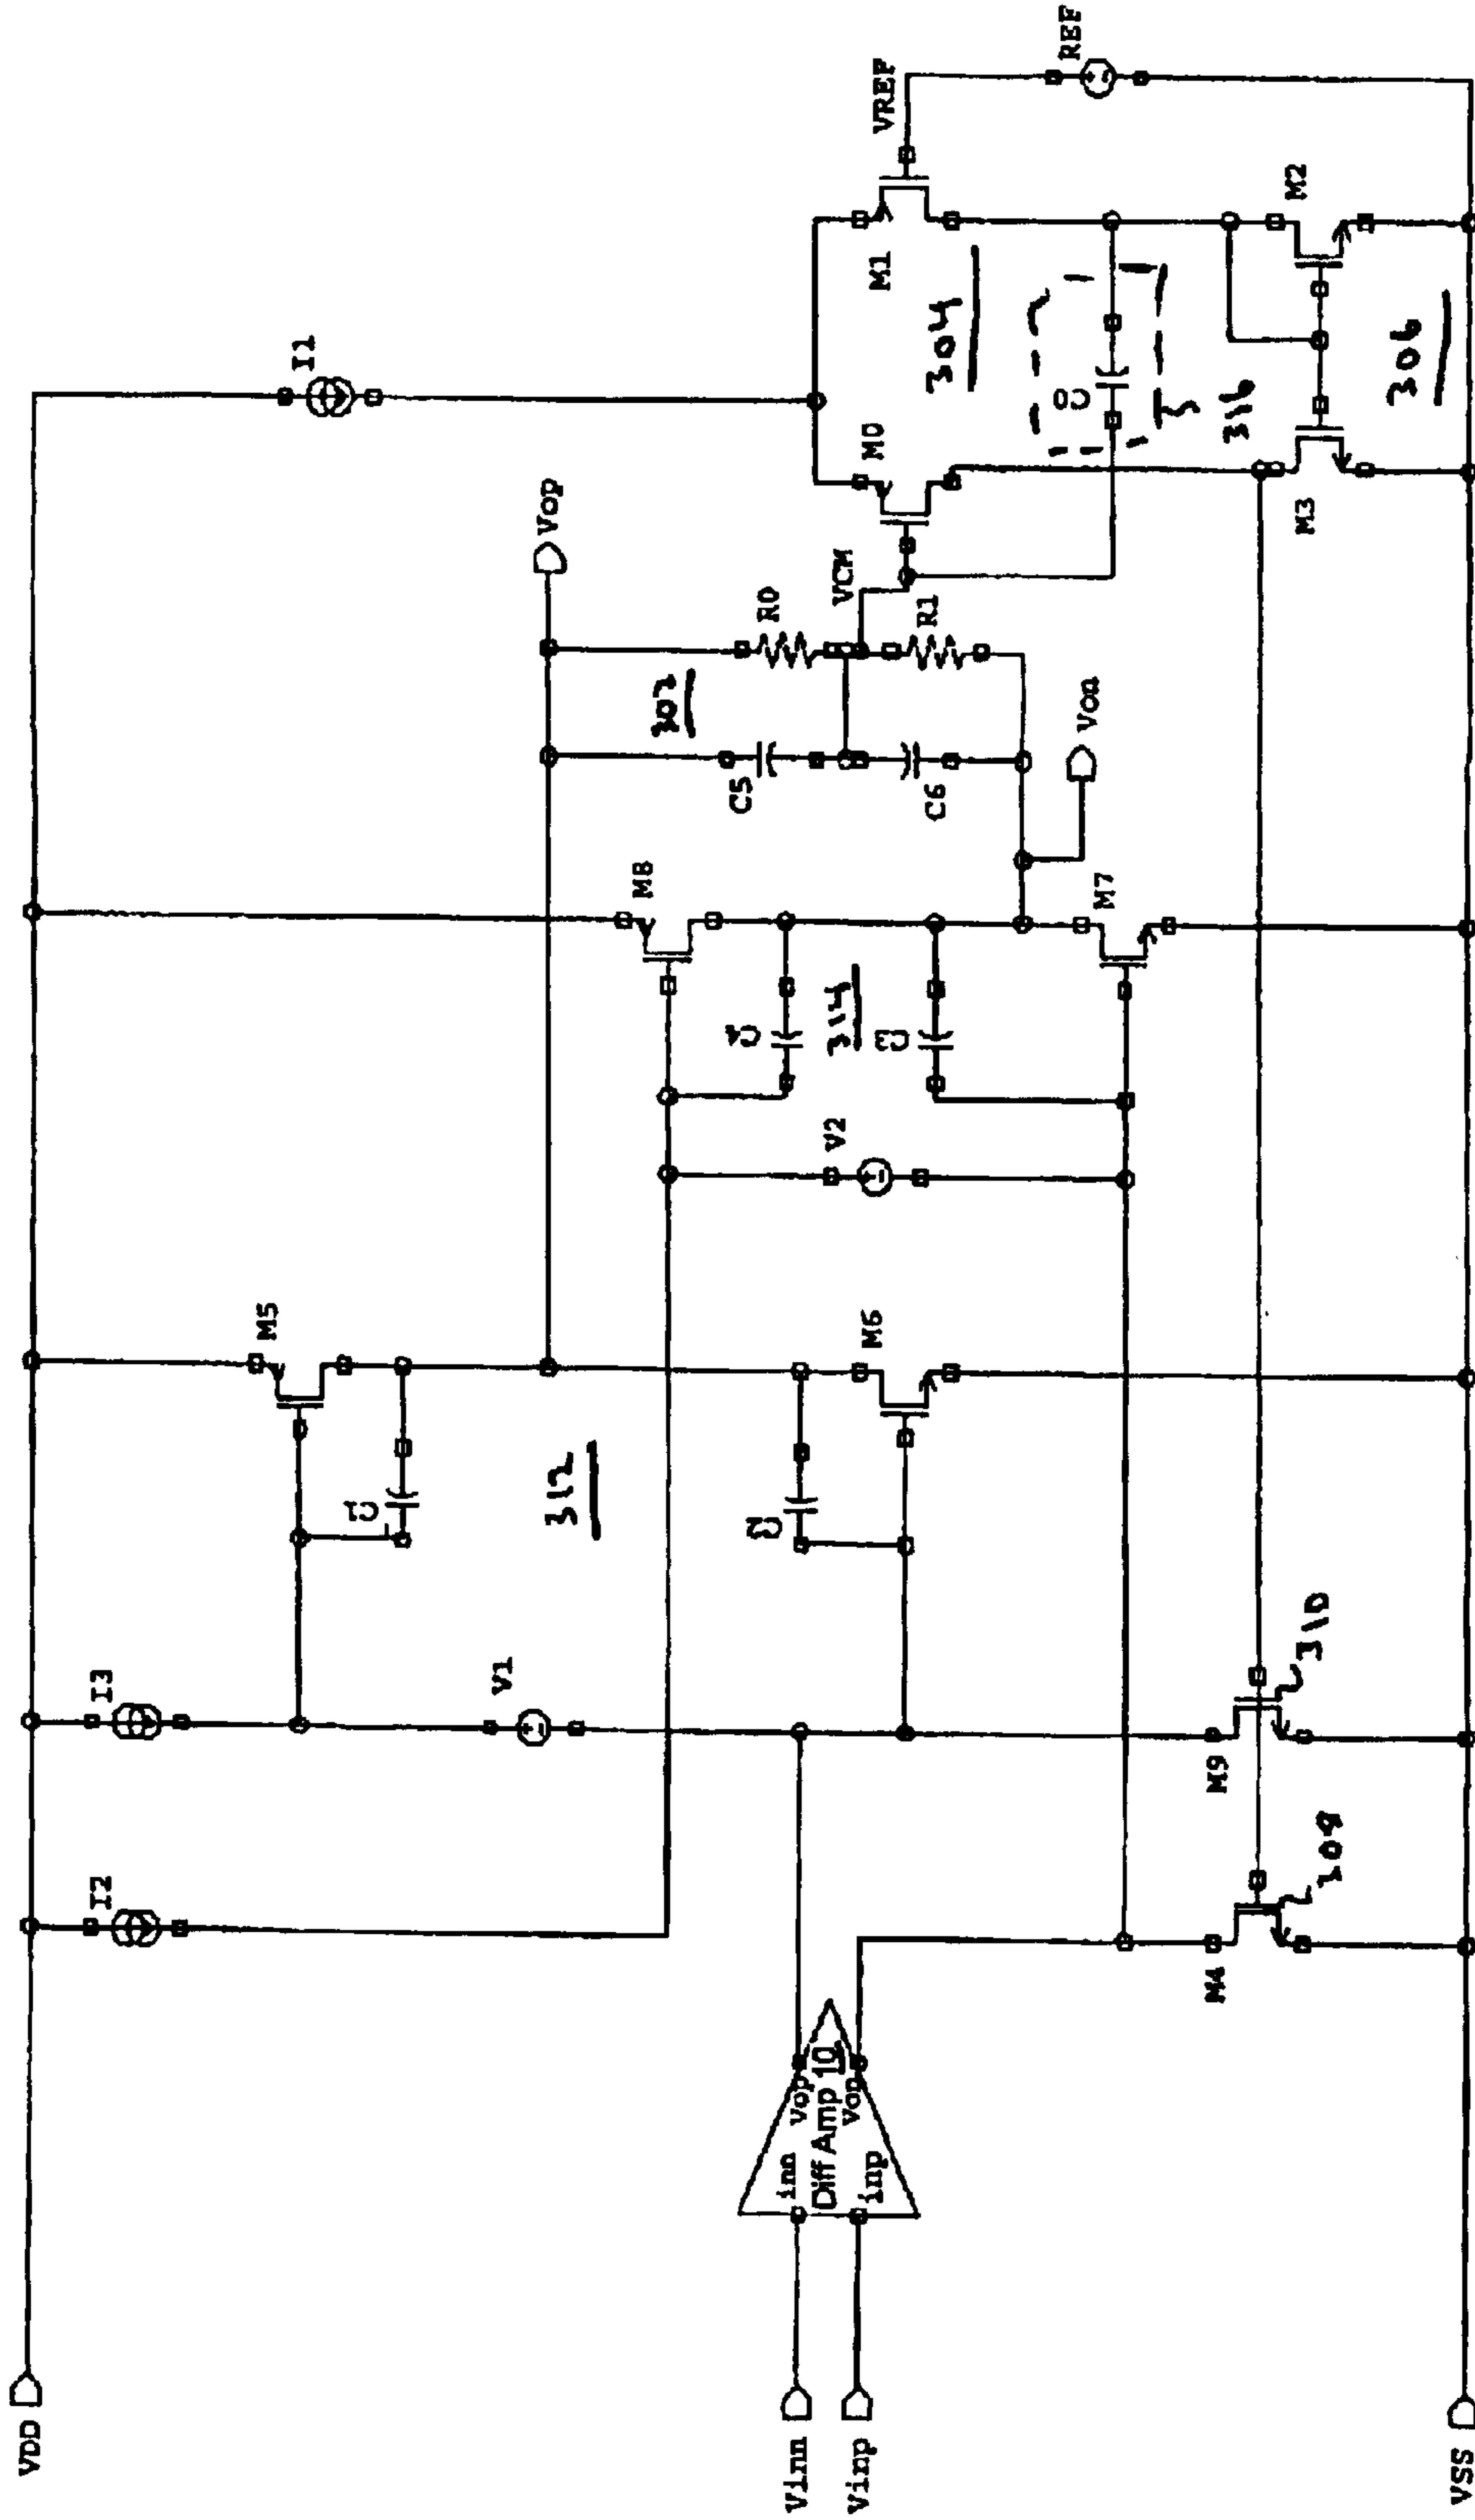 VDD
Vinn
Vinp
VSS
inn
Vop
Diff Amp 10
inp
Von
I2
I3
V1
M4
M9
310
M5
C1
312
C2
M6
V2
C4
314
C3
M8
M7
C5
C6
302
R0
R1
VCM
Vop
Von
I1
M0
M1
304
C0
316
M3
M2
306
VREF
REF